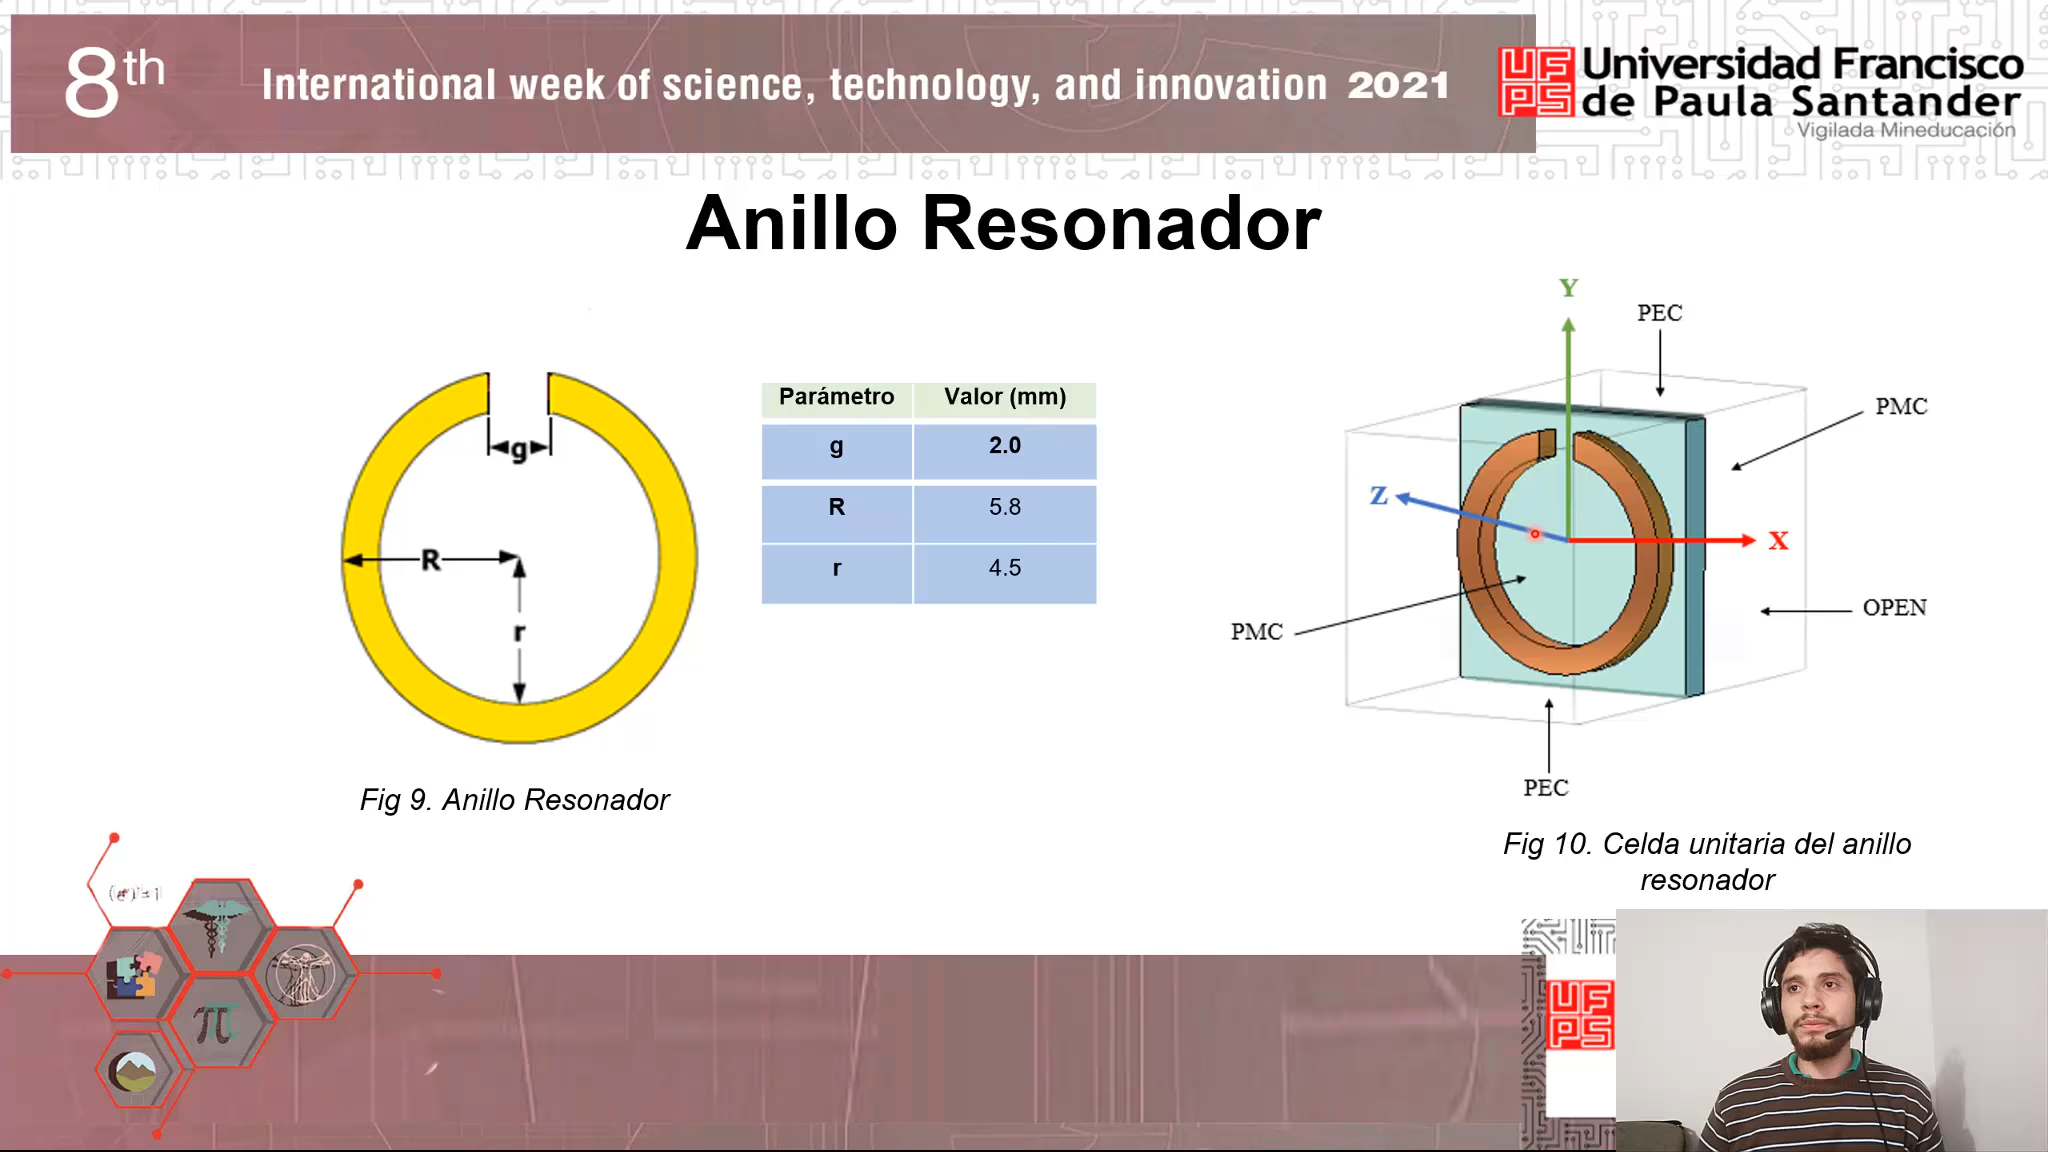 8th
International week of science, technology, and innovation 2021
UFPS
Universidad Francisco
de Paula Santander
Vigilada Mineducación
Anillo Resonador
g
R
r
Fig 9. Anillo Resonador
Parámetro Valor (mm)
g 2.0
R 5.8
r 4.5
Y
PEC
PMC
Z
X
OPEN
PMC
PEC
Fig 10. Celda unitaria del anillo
resonador
π
UFPS